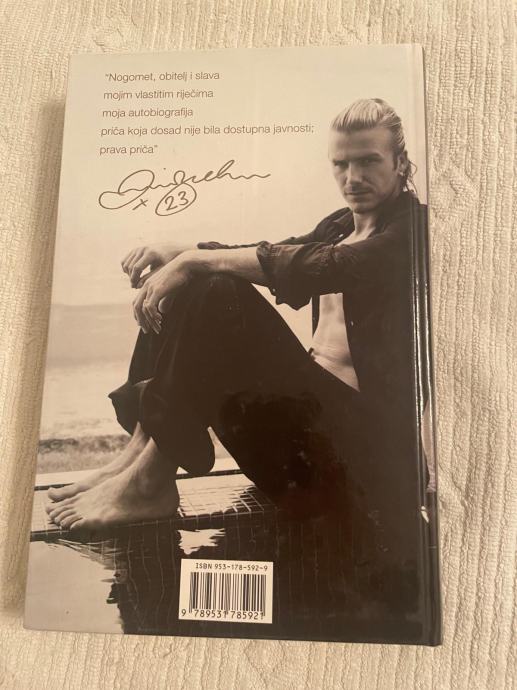 “Nogomet, obitelj i slava
mojim vlastitim riječima
moja autobiografija
priča koja dosad nije bila dostupna javnosti;
prava priča”
x 23
ISBN 953-178-592-9
9 789531 785921